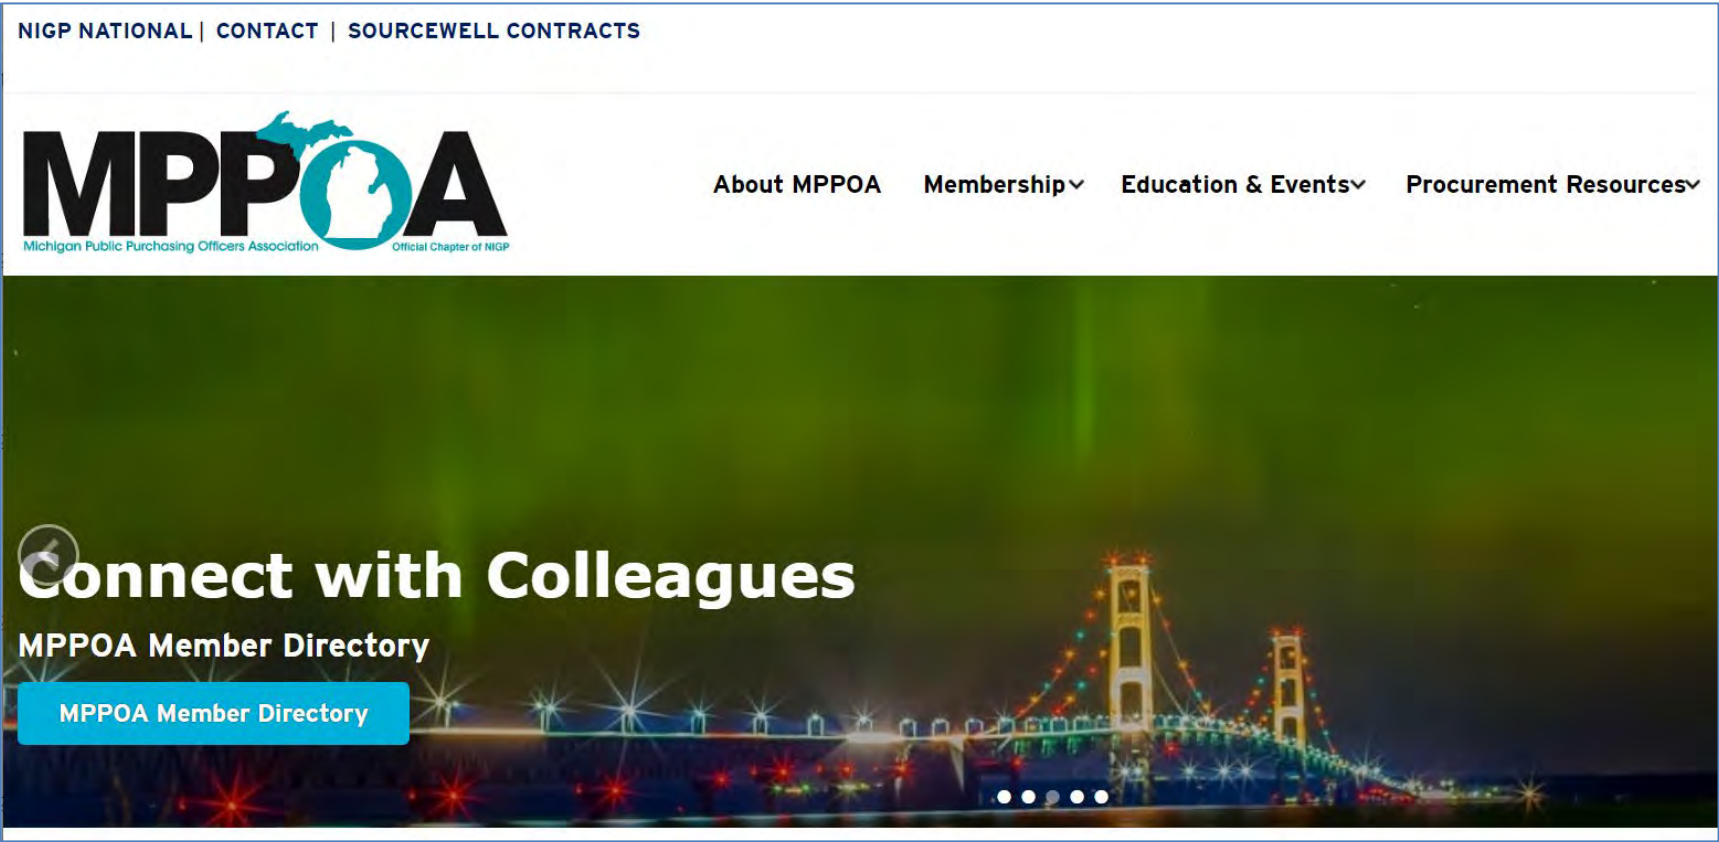 NIGP NATIONAL | CONTACT | SOURCEWELL CONTRACTS
MPPOA
Michigan Public Purchasing Officers Association Official Chapter of NIGP
About MPPOA Membership Education & Events Procurement Resources
Connect with Colleagues
MPPOA Member Directory
MPPOA Member Directory